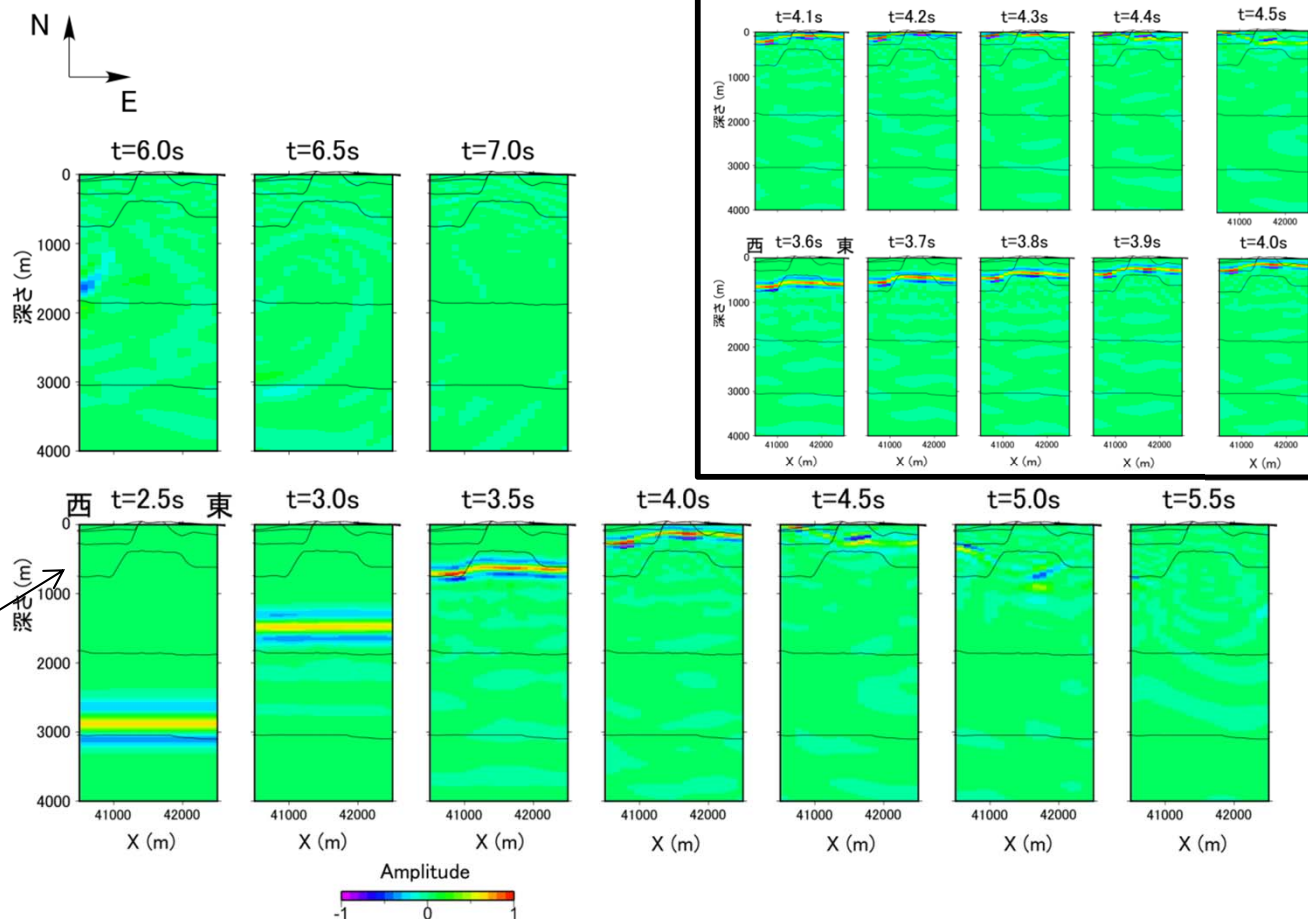 N
E
t=6.0s t=6.5s t=7.0s
0
1000
2000
3000
4000
深さ(m)
t=4.1s t=4.2s t=4.3s t=4.4s t=4.5s
0
1000
2000
3000
4000
深さ(m)
41000 42000
西 t=3.6s 東 t=3.7s t=3.8s t=3.9s t=4.0s
0
1000
2000
3000
4000
深さ(m)
41000 42000 41000 42000 41000 42000 41000 42000 41000 42000
X (m) X (m) X (m) X (m) X (m)
西 t=2.5s 東 t=3.0s t=3.5s t=4.0s t=4.5s t=5.0s t=5.5s
0
1000
2000
3000
4000
深さ(m)
41000 42000 41000 42000 41000 42000 41000 42000 41000 42000 41000 42000 41000 42000
X (m) X (m) X (m) X (m) X (m) X (m) X (m)
Amplitude
-1 0 1